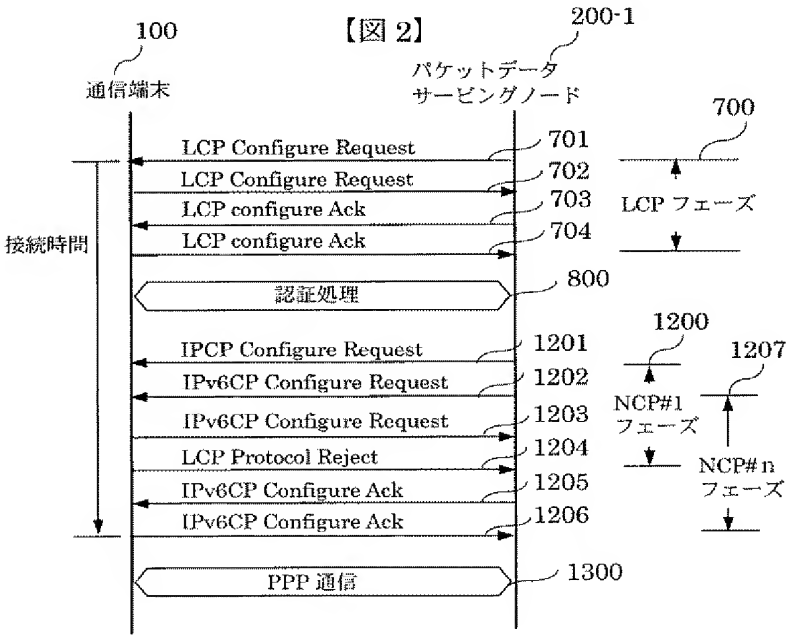 【図 2】
100
200-1
通信端末
パケットデータ
サービングノード
LCP Configure Request
701
700
LCP Configure Request
702
LCP configure Ack
703
LCP フェーズ
LCP configure Ack
704
接続時間
認証処理
800
IPCP Configure Request
1201
1200
IPv6CP Configure Request
1202
1207
NCP#1
フェーズ
IPv6CP Configure Request
1203
LCP Protocol Reject
1204
NCP#n
フェーズ
IPv6CP Configure Ack
1205
IPv6CP Configure Ack
1206
PPP 通信
1300